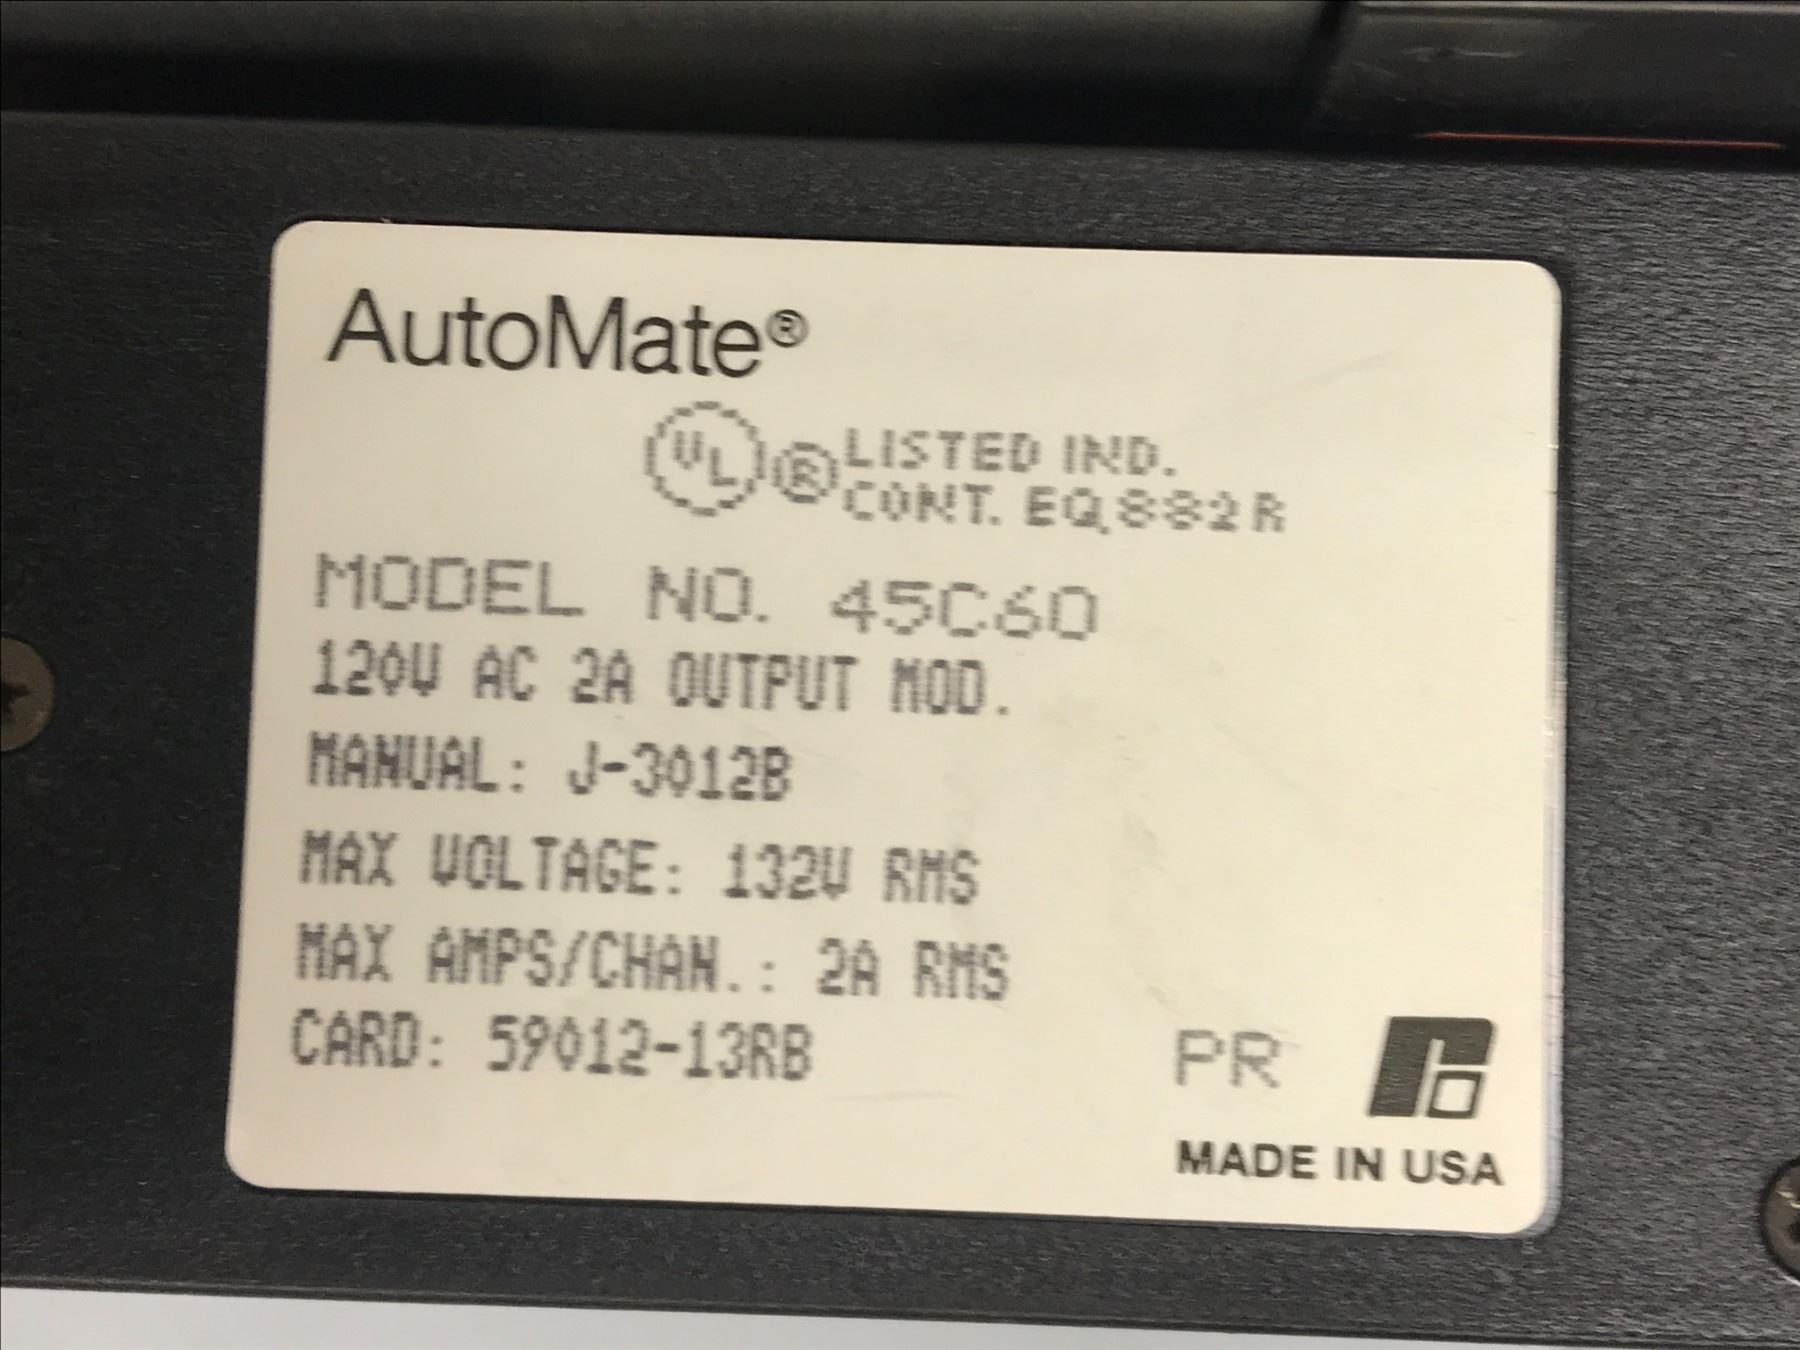 AutoMate®
UL ® LISTED IND.
CONT. EQ. 882R
MODEL NO. 45C60
120V AC 2A OUTPUT MOD.
MANUAL: J-3012B
MAX VOLTAGE: 132V RMS
MAX AMPS/CHAN.: 2A RMS
CARD: 59012-13RB
PR
MADE IN USA